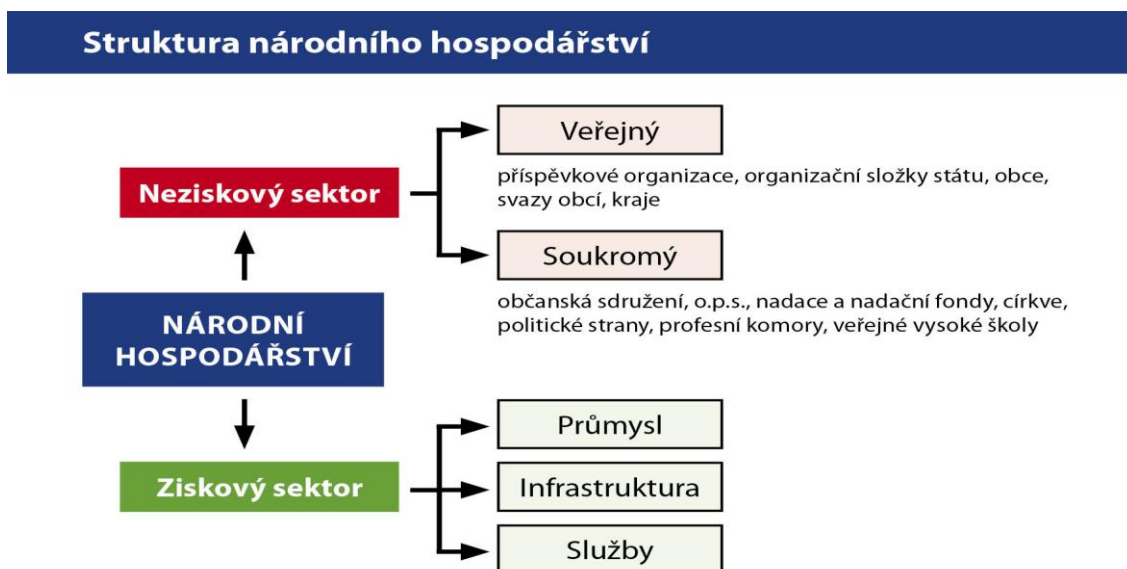 Struktura národního hospodářství
Veřejný
Neziskový sektor
příspěvkové organizace, organizační složky státu, obce,
svazy obcí, kraje
Soukromý
občanská sdružení, o.p.s., nadace a nadační fondy, církve,
politické strany, profesní komory, veřejné vysoké školy
NÁRODNÍ
HOSPODÁŘSTVÍ
Průmysl
Ziskový sektor
Infrastruktura
Služby